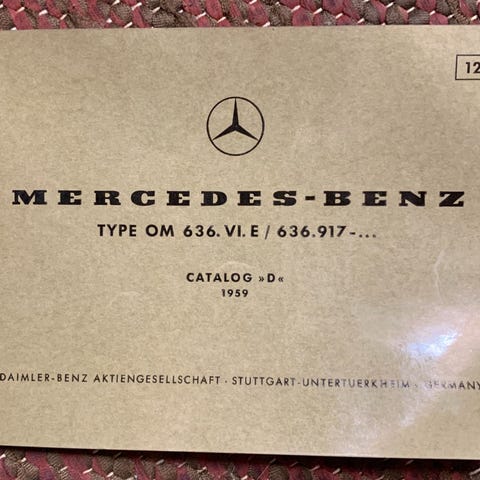 12
MERCEDES-BENZ
TYPE OM 636.VI.E / 636.917-...
CATALOG »D«
1959
DAIMLER-BENZ AKTIENGESELLSCHAFT · STUTTGART-UNTERTUERKHEIM · GERMANY